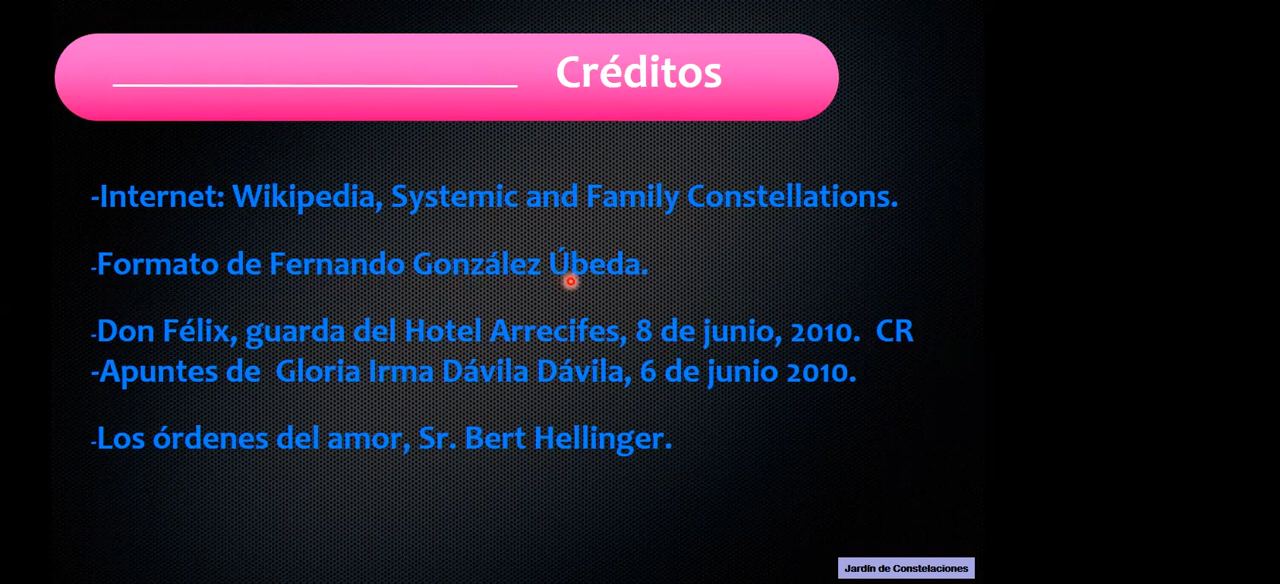 Créditos
-Internet: Wikipedia, Systemic and Family Constellations.
-Formato de Fernando González Úbeda.
-Don Félix, guarda del Hotel Arrecifes, 8 de junio, 2010. CR
-Apuntes de Gloria Irma Dávila Dávila, 6 de junio 2010.
-Los órdenes del amor, Sr. Bert Hellinger.
Jardín de Constelaciones